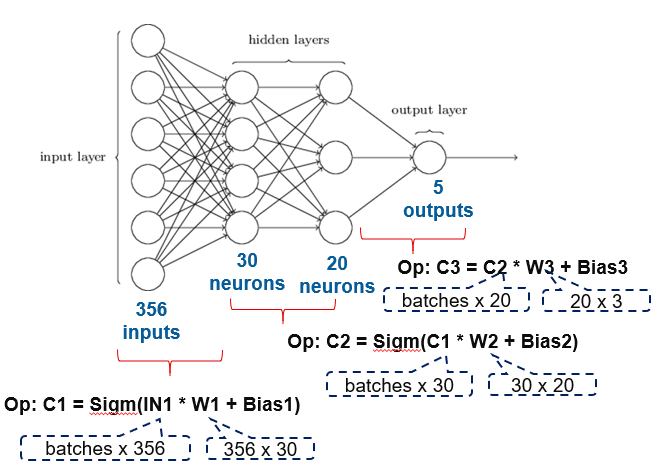 hidden layers
output layer
input layer
5
outputs
30
neurons
20
neurons
Op: C3 = C2 * W3 + Bias3
batches x 20
20 x 3
356
inputs
Op: C2 = Sigm(C1 * W2 + Bias2)
batches x 30
30 x 20
Op: C1 = Sigm(IN1 * W1 + Bias1)
batches x 356
356 x 30